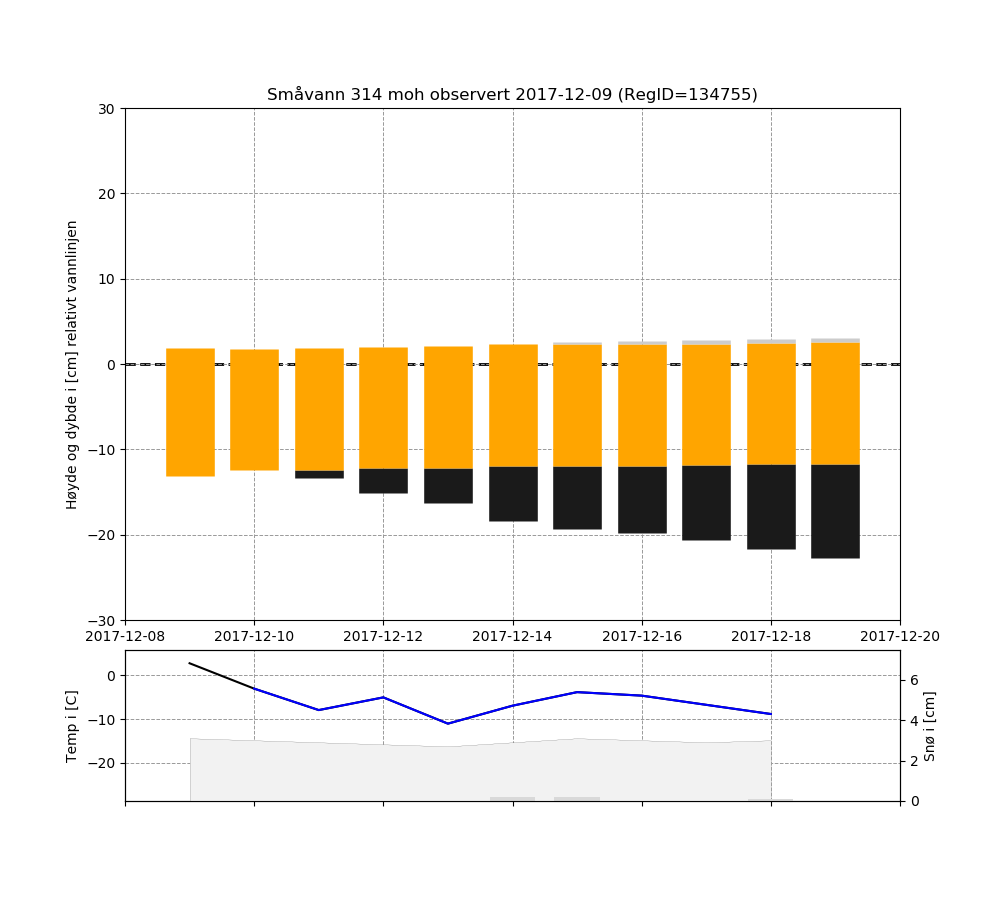 Småvann 314 moh observert 2017-12-09 (RegID=134755)
30
20
10
0
−10
−20
−30
Høyde og dybde i [cm] relativt vannlinjen
2017-12-08 2017-12-10 2017-12-12 2017-12-14 2017-12-16 2017-12-18 2017-12-20
0
−10
−20
Temp i [C]
6
4
2
0
Snø i [cm]